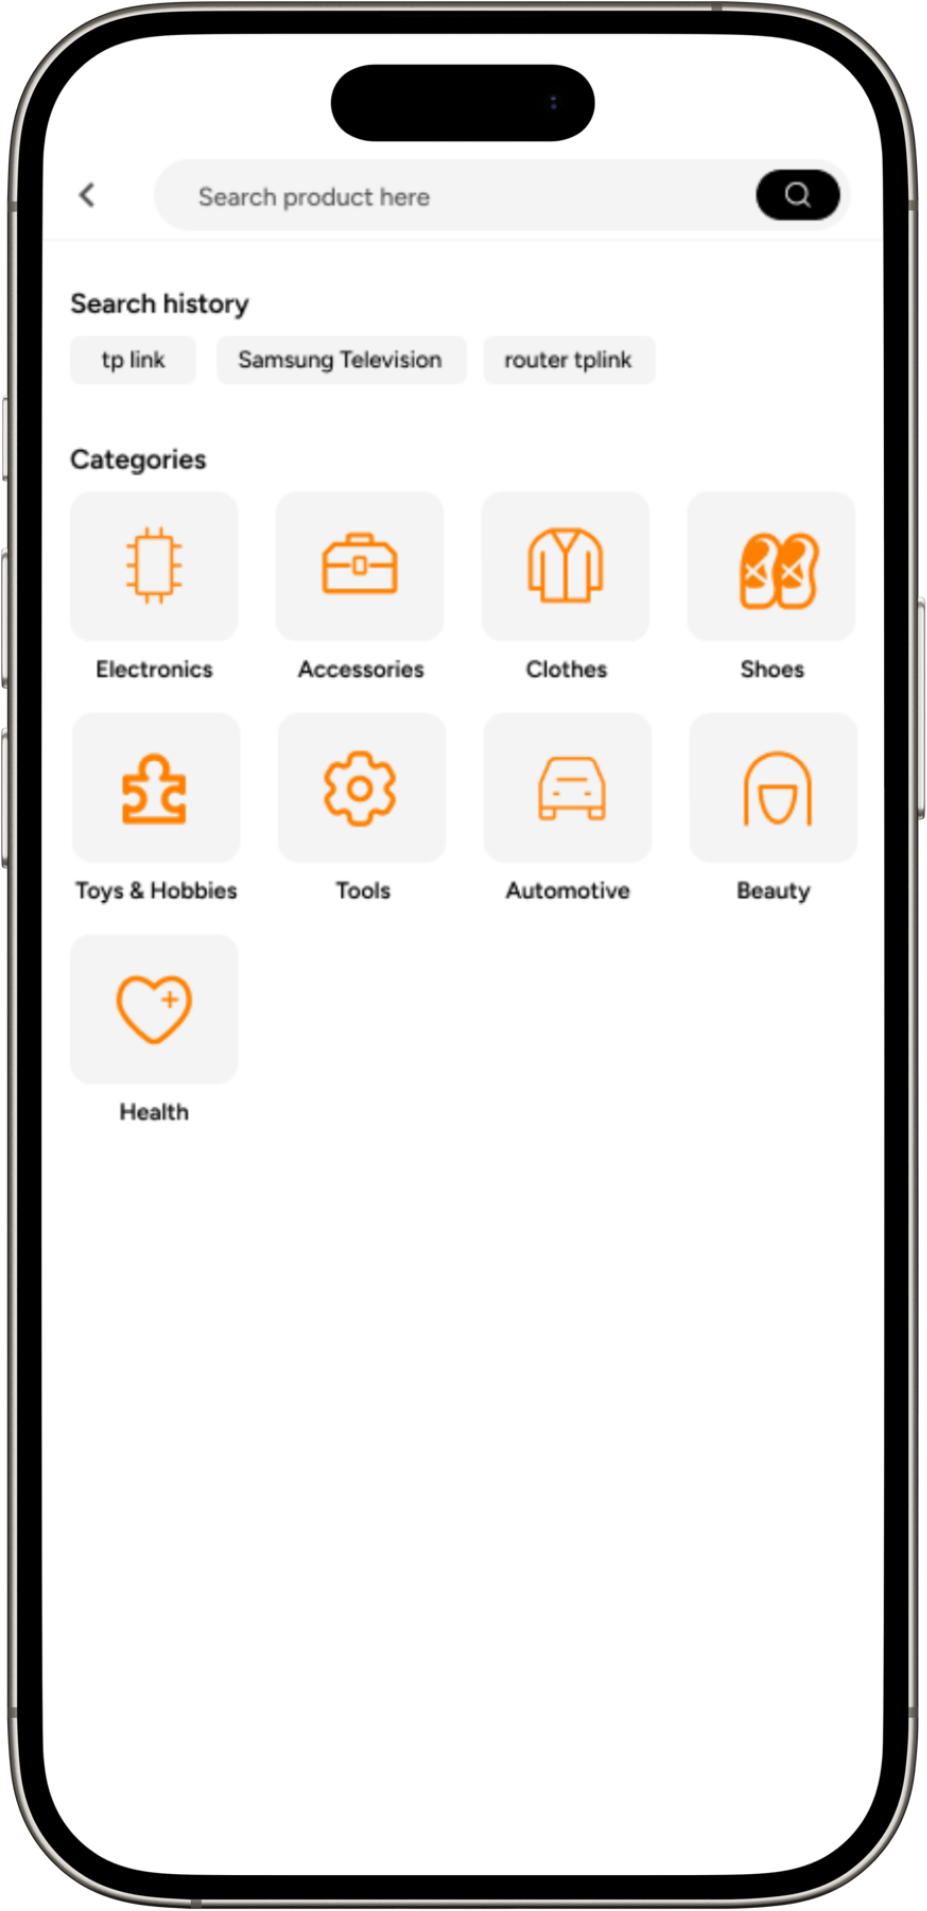 Search product here
Search history
tp link Samsung Television router tplink
Categories
Electronics Accessories Clothes Shoes
Toys & Hobbies Tools Automotive Beauty
Health